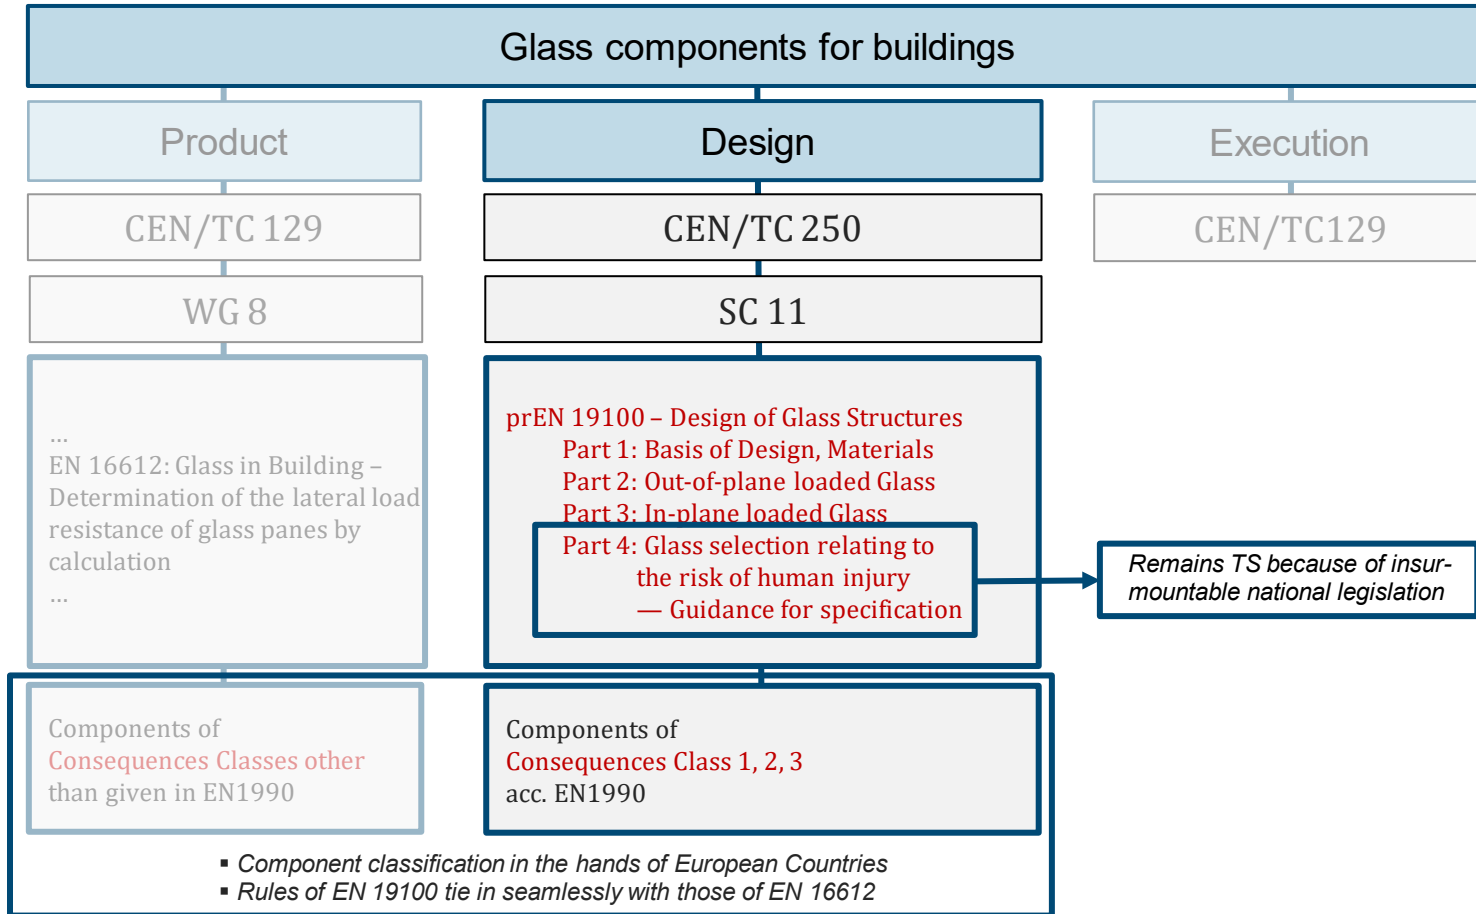 Glass components for buildings
Product
Design
Execution
CEN/TC 129
CEN/TC 250
CEN/TC129
WG 8
SC 11
...
EN 16612: Glass in Building –
Determination of the lateral load
resistance of glass panes by
calculation
...
prEN 19100 – Design of Glass Structures
Part 1: Basis of Design, Materials
Part 2: Out-of-plane loaded Glass
Part 3: In-plane loaded Glass
Part 4: Glass selection relating to
the risk of human injury
— Guidance for specification
Remains TS because of insur-
mountable national legislation
Components of
Consequences Classes other
than given in EN1990
Components of
Consequences Class 1, 2, 3
acc. EN1990
▪ Component classification in the hands of European Countries
▪ Rules of EN 19100 tie in seamlessly with those of EN 16612